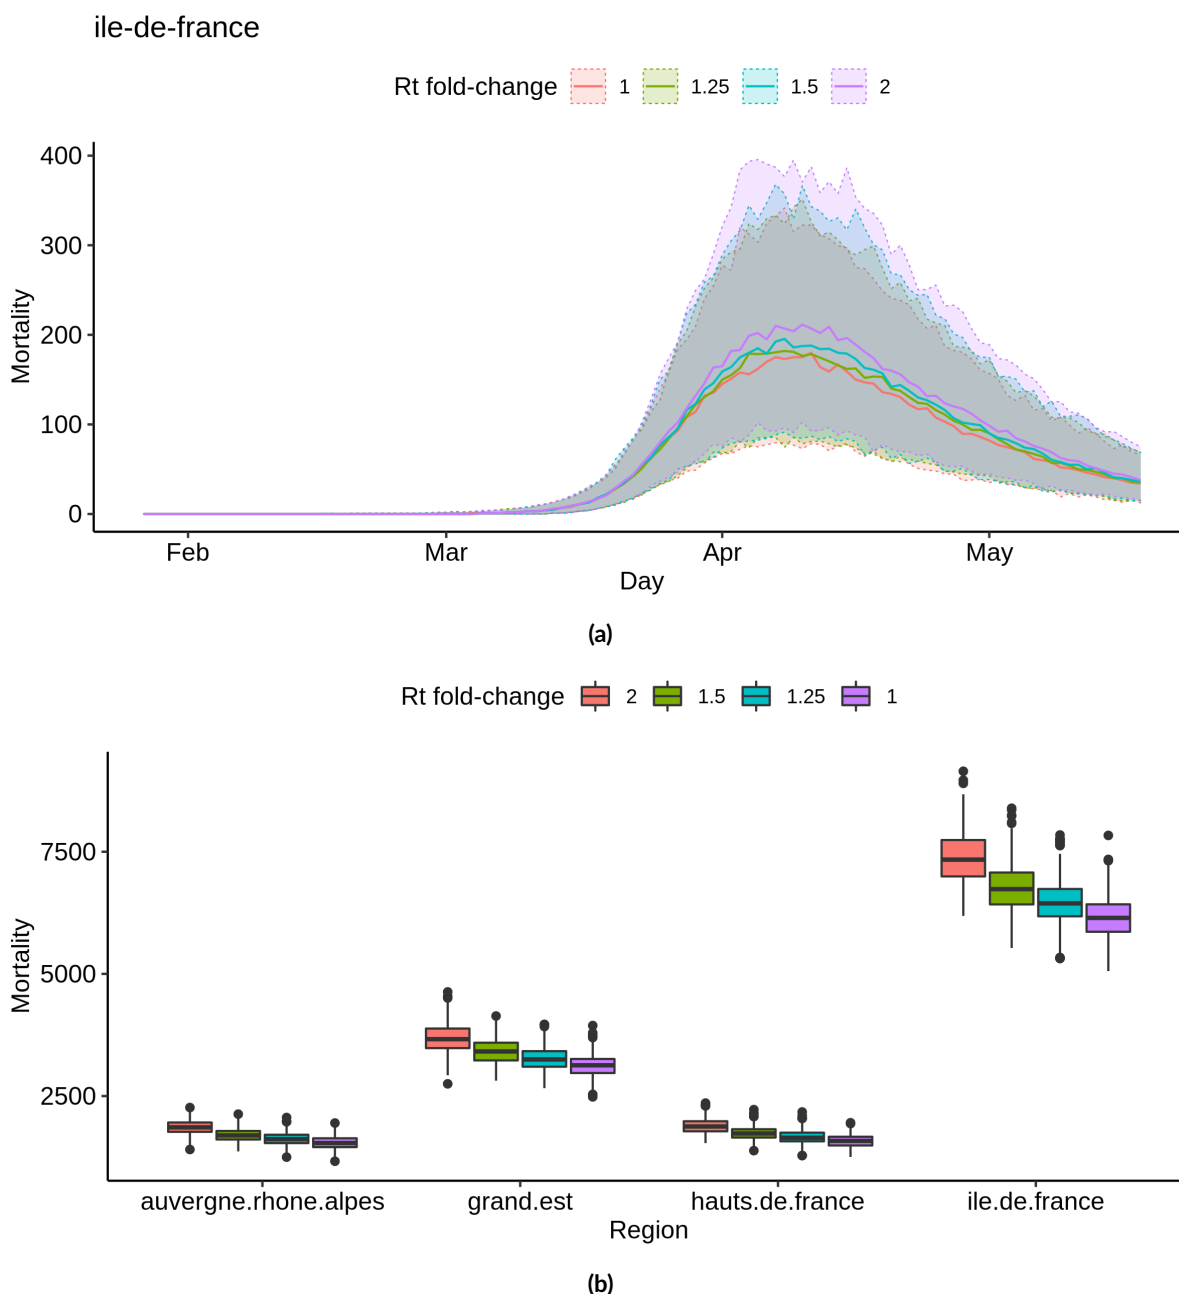 ile-de-france
Rt fold-change 1 1.25 1.5 2
400
300
200
100
0
Mortality
Feb Mar Apr May
Day
(a)
Rt fold-change 2 1.5 1.25 1
7500
5000
2500
Mortality
auvergne.rhone.alpes grand.est hauts.de.france ile.de.france
Region
(b)